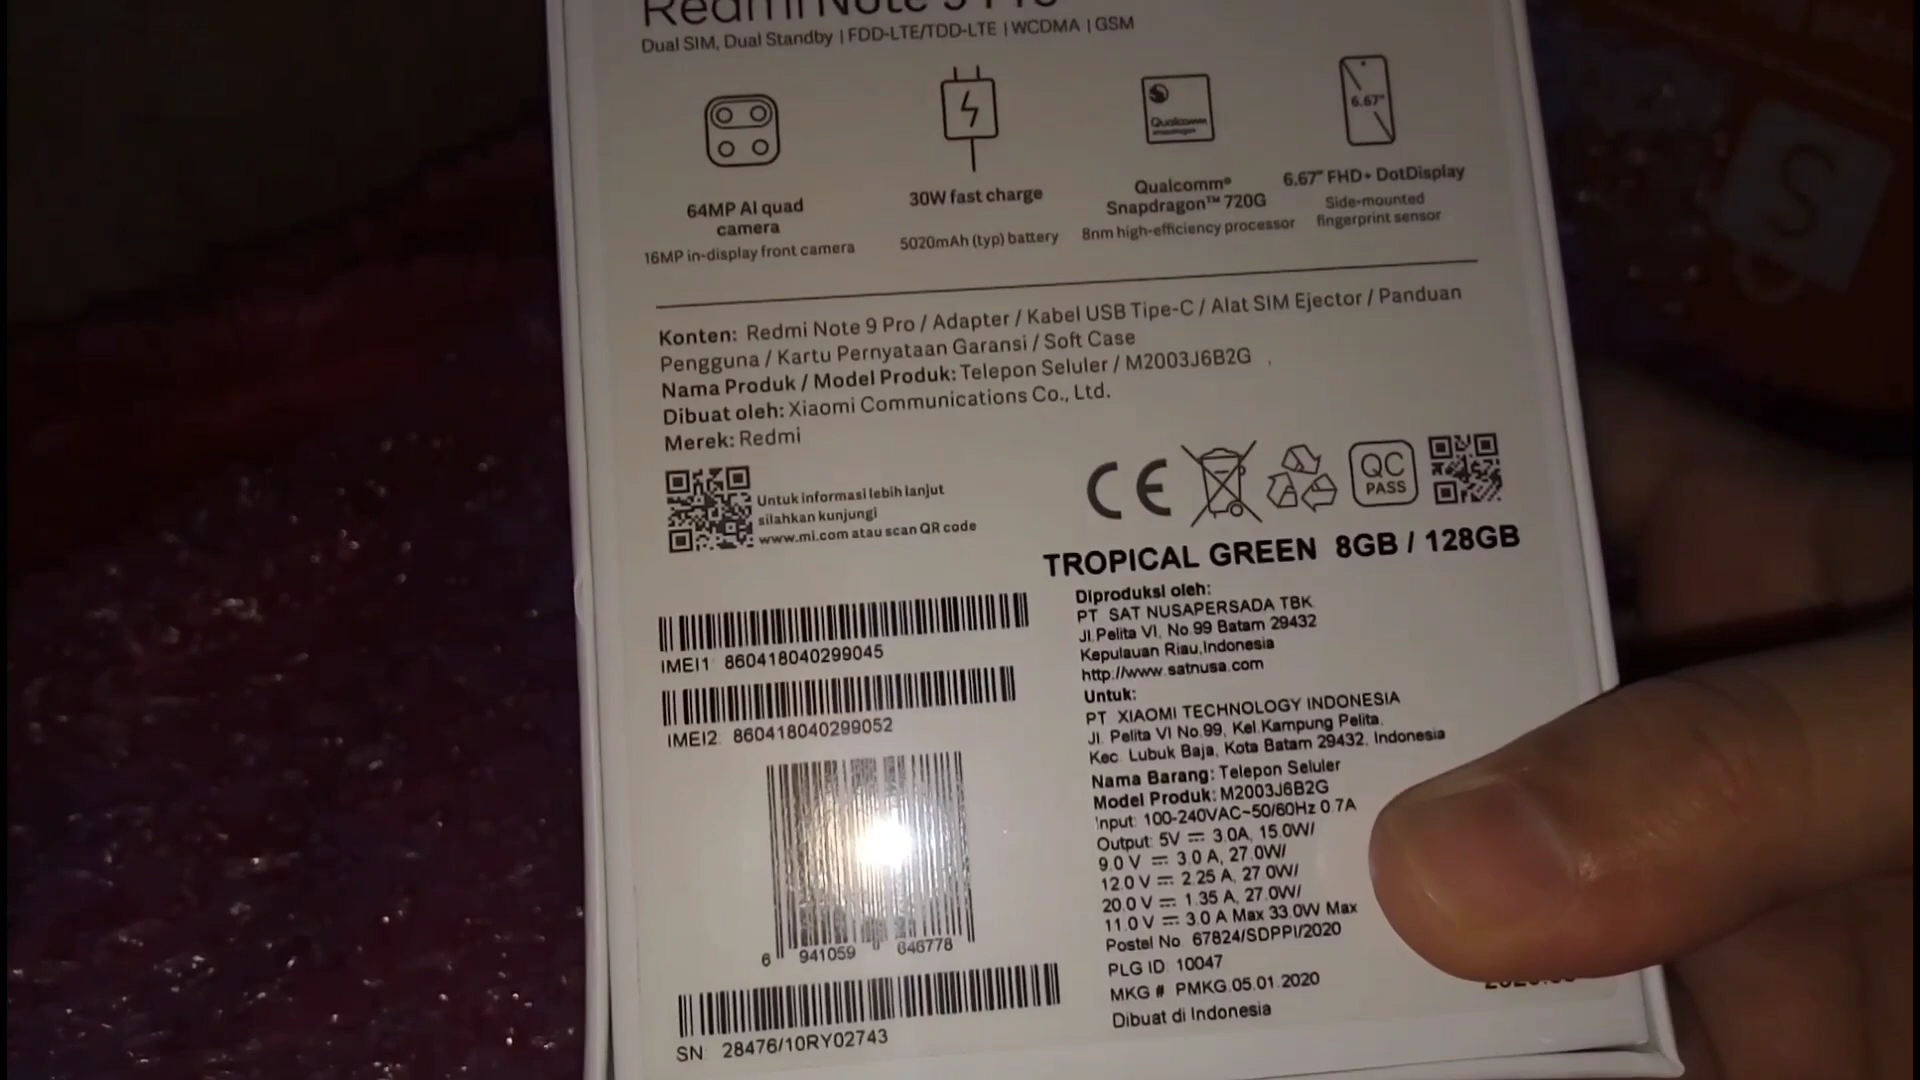 Redmi Note 9 Pro
Dual SIM, Dual Standby | FDD-LTE/TDD-LTE | WCDMA | GSM
Qualcomm
snapdragon
6.67"
S
64MP AI quad
camera
16MP in-display front camera
30W fast charge
5020mAh (typ) battery
Qualcomm®
Snapdragon™ 720G
8nm high-efficiency processor
6.67" FHD+ DotDisplay
Side-mounted
fingerprint sensor
Konten: Redmi Note 9 Pro / Adapter / Kabel USB Tipe-C / Alat SIM Ejector / Panduan
Pengguna / Kartu Pernyataan Garansi / Soft Case
Nama Produk / Model Produk: Telepon Seluler / M2003J6B2G
Dibuat oleh: Xiaomi Communications Co., Ltd.
Merek: Redmi
Untuk informasi lebih lanjut
silahkan kunjungi
www.mi.com atau scan QR code
CE
QC
PASS
TROPICAL GREEN 8GB / 128GB
IMEI1: 860418040299045
IMEI2: 860418040299052
6 941059 646778
SN: 28476/10RY02743
Diproduksi oleh:
PT SAT NUSAPERSADA TBK
Jl.Pelita VI, No.99 Batam 29432
Kepulauan Riau,Indonesia
http://www.satnusa.com
Untuk:
PT. XIAOMI TECHNOLOGY INDONESIA
Jl. Pelita VI No.99, Kel.Kampung Pelita,
Kec. Lubuk Baja, Kota Batam 29432, Indonesia
Nama Barang: Telepon Seluler
Model Produk: M2003J6B2G
Input: 100-240VAC~50/60Hz 0.7A
Output: 5V ⎓ 3.0A, 15.0W/
9.0 V ⎓ 3.0 A, 27.0W/
12.0 V ⎓ 2.25 A, 27.0W/
20.0 V ⎓ 1.35 A, 27.0W/
11.0 V ⎓ 3.0 A Max 33.0W Max
Postel No. 67824/SDPPI/2020
PLG ID: 10047
MKG # PMKG.05.01.2020
Dibuat di Indonesia